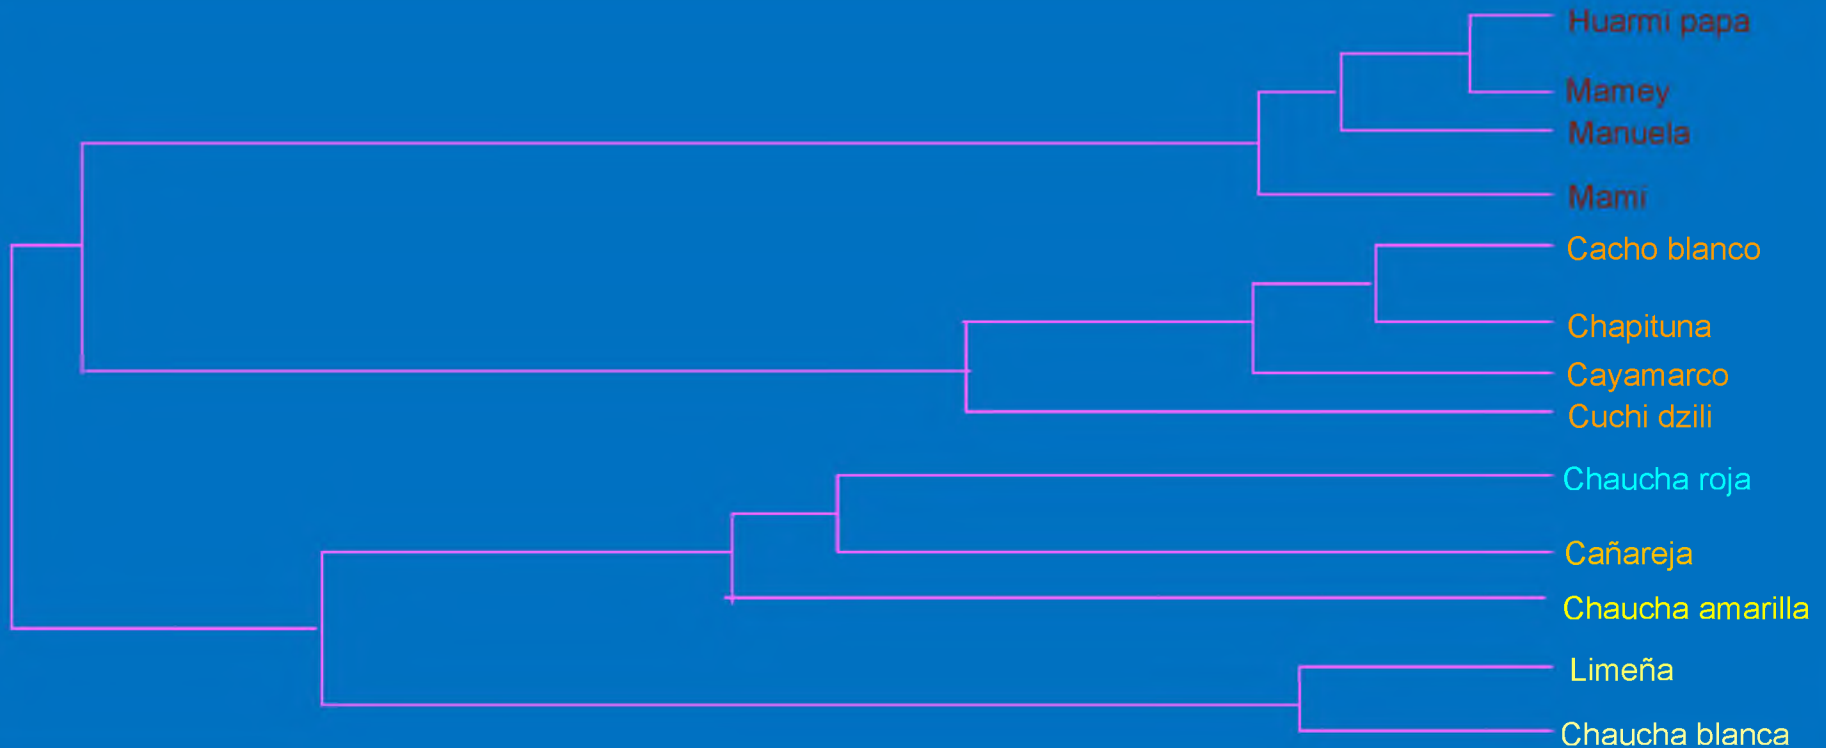 Huarmi papa
Mamey
Manuela
Mami
Cacho blanco
Chapituna
Cayamarco
Cuchi dzili
Chaucha roja
Cañareja
Chaucha amarilla
Limeña
Chaucha blanca